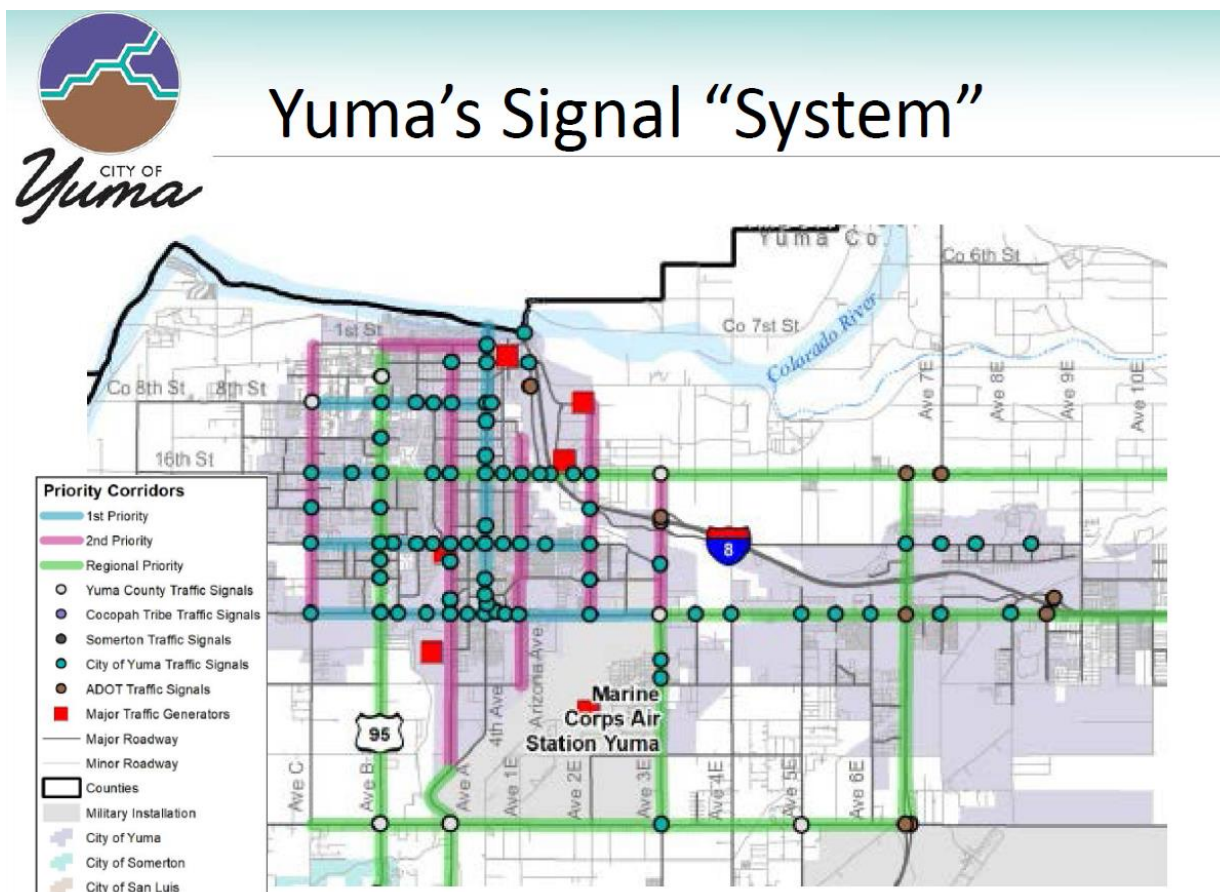 CITY OF
Yuma
Yuma's Signal “System”
Yuma Co.
Co 6th St
1st St
Co 7th St
Colorado River
Co 8th St
8th St
Ave 7E
Ave 8E
Ave 9E
Ave 10E
16th St
8
Priority Corridors
1st Priority
2nd Priority
Regional Priority
Yuma County Traffic Signals
Cocopah Tribe Traffic Signals
Somerton Traffic Signals
City of Yuma Traffic Signals
ADOT Traffic Signals
Major Traffic Generators
Major Roadway
Minor Roadway
Counties
Military Installation
City of Yuma
City of Somerton
City of San Luis
95
Marine
Corps Air
Station Yuma
4th Ave
Arizona Ave
Ave C
Ave B
Ave A
Ave 1E
Ave 2E
Ave 3E
Ave 4E
Ave 5E
Ave 6E